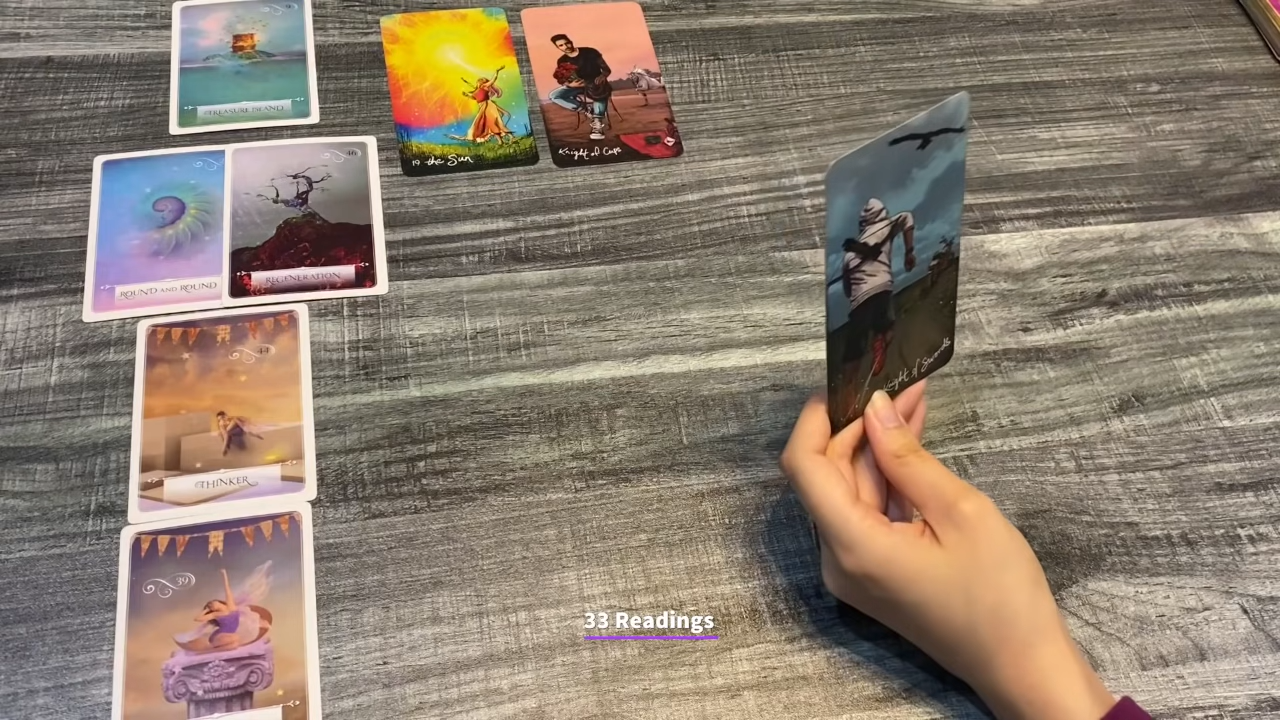 TREASURE ISLAND
19 the Sun
Knight of Cups
ROUND AND ROUND
46
REGENERATION
Knight of Swords
44
THINKER
39
33 Readings